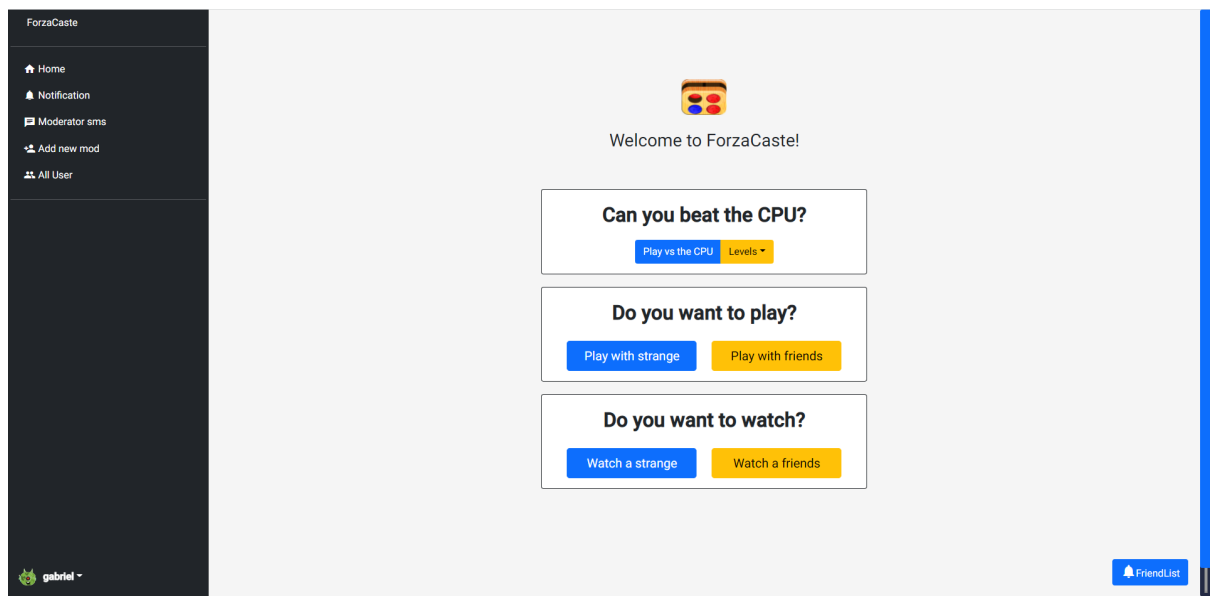 ForzaCaste
Home
Notification
Moderator sms
Add new mod
All User
gabriel
Welcome to ForzaCaste!
Can you beat the CPU?
Play vs the CPU Levels
Do you want to play?
Play with strange Play with friends
Do you want to watch?
Watch a strange Watch a friends
FriendList